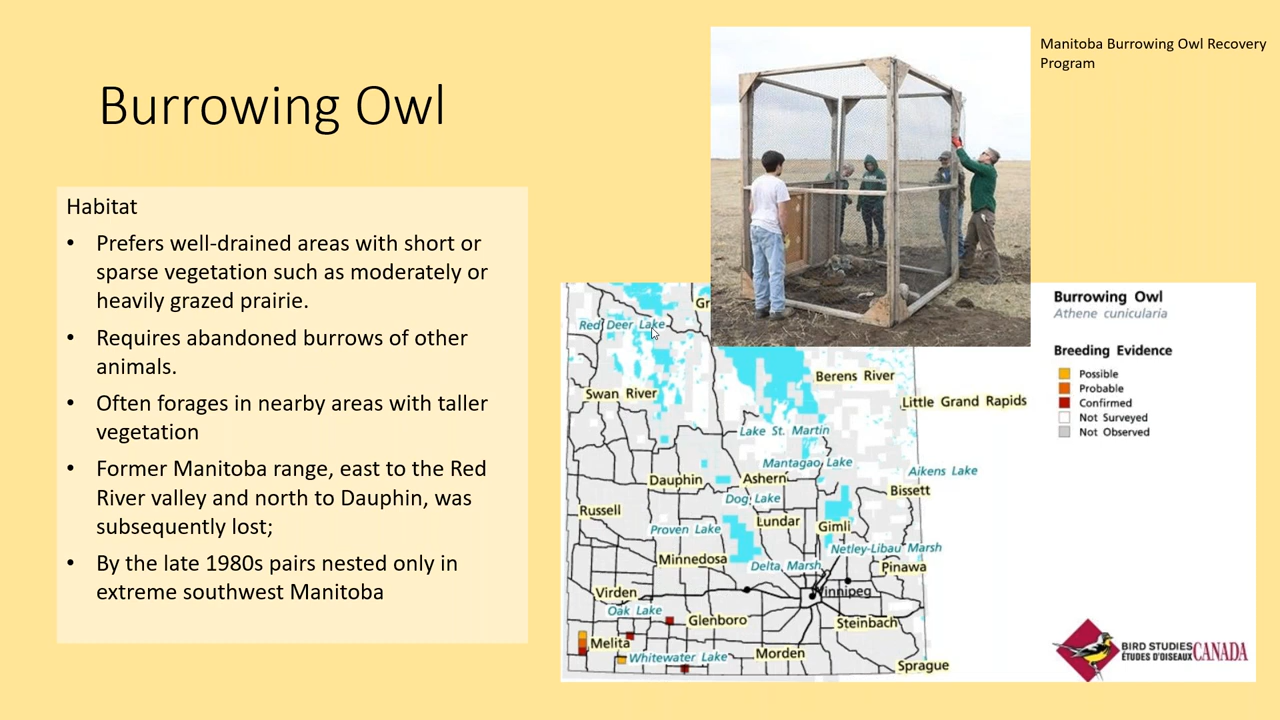 Burrowing Owl
Manitoba Burrowing Owl Recovery
Program
Habitat
• Prefers well-drained areas with short or
sparse vegetation such as moderately or
heavily grazed prairie.
• Requires abandoned burrows of other
animals.
• Often forages in nearby areas with taller
vegetation
• Former Manitoba range, east to the Red
River valley and north to Dauphin, was
subsequently lost;
• By the late 1980s pairs nested only in
extreme southwest Manitoba
Gr
Red Deer Lake
Swan River
Berens River
Little Grand Rapids
Lake St. Martin
Mantagao Lake
Aikens Lake
Dauphin
Ashern
Bissett
Dog Lake
Russell
Proven Lake
Lundar
Gimli
Netley-Libau Marsh
Minnedosa
Delta Marsh
Pinawa
Virden
Winnipeg
Oak Lake
Glenboro
Steinbach
Melita
Whitewater Lake
Morden
Sprague
Burrowing Owl
Athene cunicularia
Breeding Evidence
Possible
Probable
Confirmed
Not Surveyed
Not Observed
BIRD STUDIES
ÉTUDES D'OISEAUX CANADA